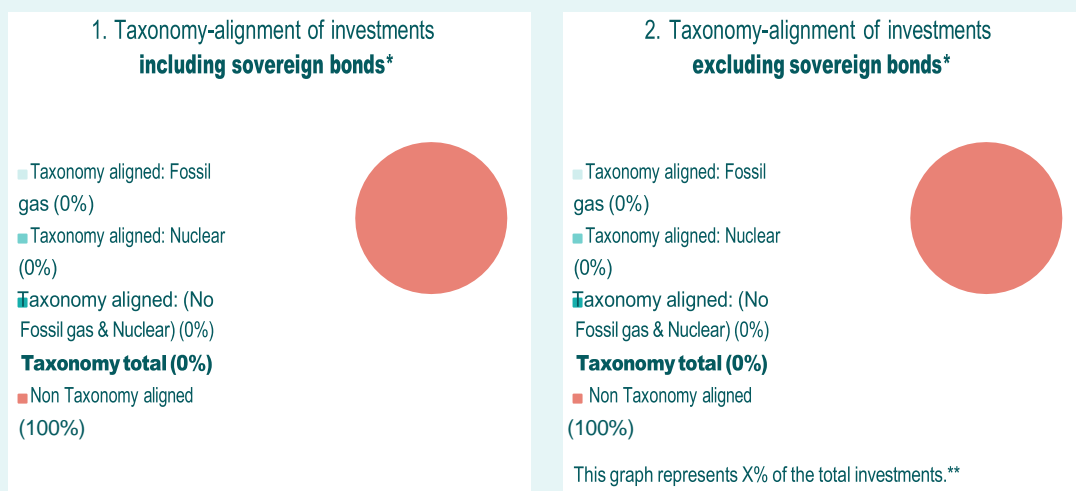 1. Taxonomy-alignment of investments
including sovereign bonds*
Taxonomy aligned: Fossil
gas (0%)
Taxonomy aligned: Nuclear
(0%)
Taxonomy aligned: (No
Fossil gas & Nuclear) (0%)
Taxonomy total (0%)
Non Taxonomy aligned
(100%)
2. Taxonomy-alignment of investments
excluding sovereign bonds*
Taxonomy aligned: Fossil
gas (0%)
Taxonomy aligned: Nuclear
(0%)
Taxonomy aligned: (No
Fossil gas & Nuclear) (0%)
Taxonomy total (0%)
Non Taxonomy aligned
(100%)
This graph represents X% of the total investments.**